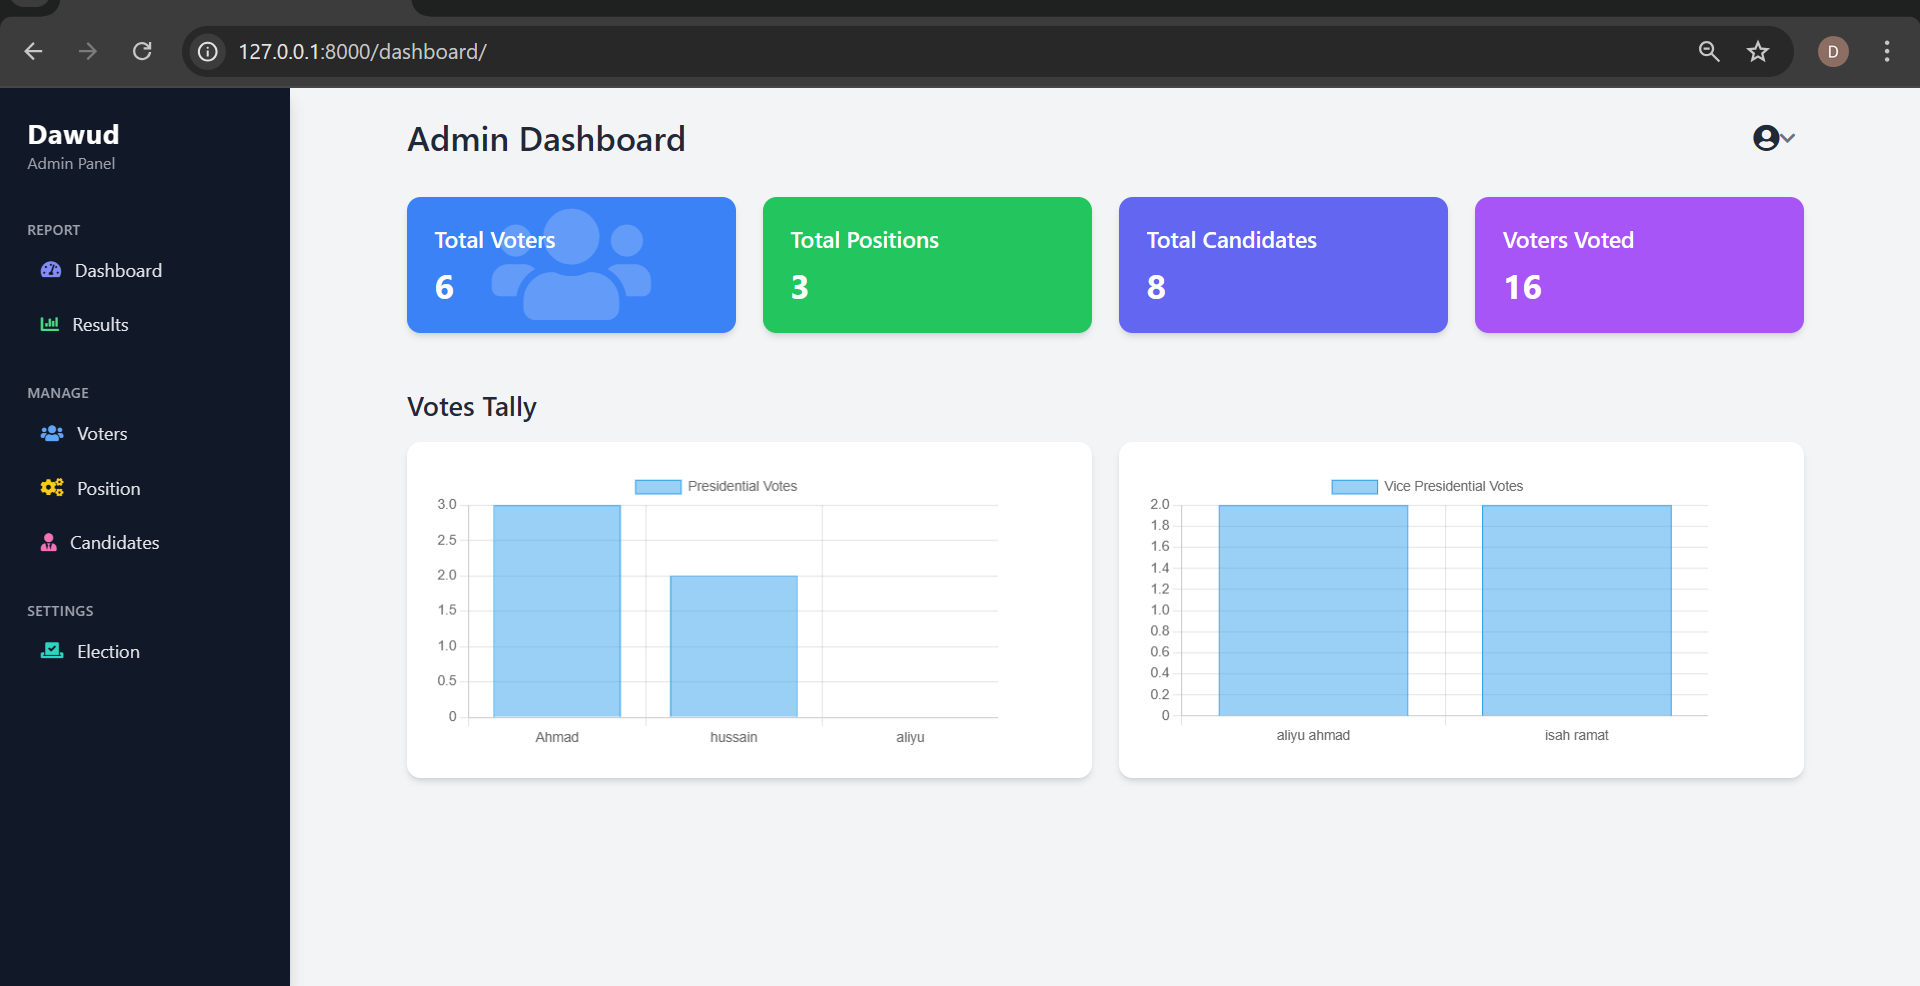 127.0.0.1:8000/dashboard/
D
Dawud
Admin Panel
REPORT
Dashboard
Results
MANAGE
Voters
Position
Candidates
SETTINGS
Election
Admin Dashboard
Total Voters
6
Total Positions
3
Total Candidates
8
Voters Voted
16
Votes Tally
Presidential Votes
3.0
2.5
2.0
1.5
1.0
0.5
0
Ahmad hussain aliyu
Vice Presidential Votes
2.0
1.8
1.6
1.4
1.2
1.0
0.8
0.6
0.4
0.2
0
aliyu ahmad isah ramat